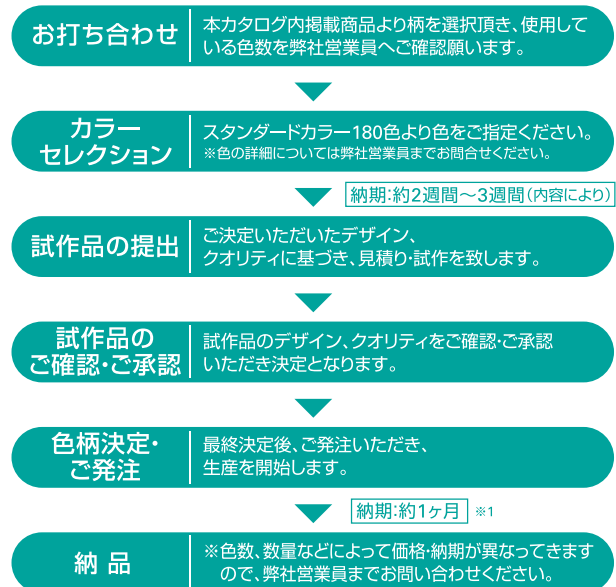 お打ち合わせ
本カタログ内掲載商品より柄を選択頂き、使用して
いる色数を弊社営業員へご確認願います。
カラー
セレクション
スタンダードカラー180色より色をご指定ください。
※色の詳細については弊社営業員までお問合せください。
納期:約2週間〜3週間(内容により)
試作品の提出
ご決定いただいたデザイン、
クオリティに基づき、見積り・試作を致します。
試作品の
ご確認・ご承認
試作品のデザイン、クオリティをご確認・ご承認
いただき決定となります。
色柄決定・
ご発注
最終決定後、ご発注いただき、
生産を開始します。
納期:約1ヶ月 ※1
納 品
※色数、数量などによって価格・納期が異なってきます
ので、弊社営業員までお問い合わせください。